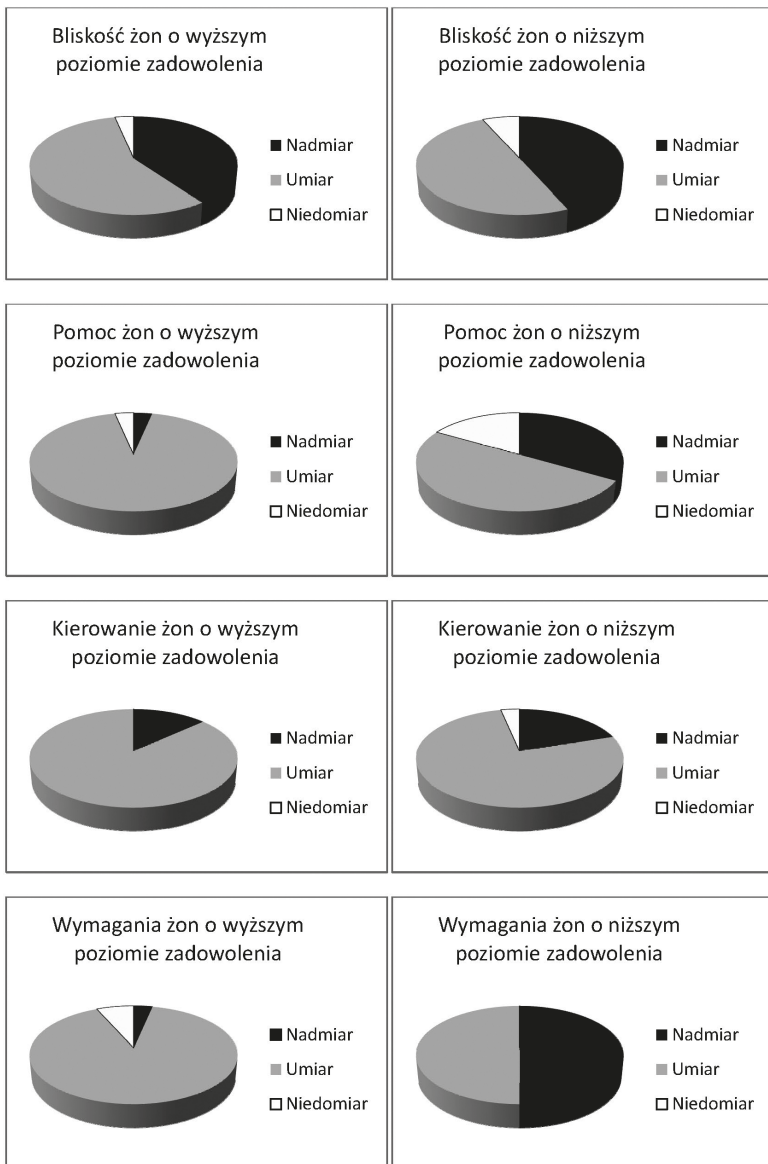 Bliskość żon o wyższym
poziomie zadowolenia
Nadmiar
Umiar
Niedomiar
Bliskość żon o niższym
poziomie zadowolenia
Nadmiar
Umiar
Niedomiar
Pomoc żon o wyższym
poziomie zadowolenia
Nadmiar
Umiar
Niedomiar
Pomoc żon o niższym
poziomie zadowolenia
Nadmiar
Umiar
Niedomiar
Kierowanie żon o wyższym
poziomie zadowolenia
Nadmiar
Umiar
Niedomiar
Kierowanie żon o niższym
poziomie zadowolenia
Nadmiar
Umiar
Niedomiar
Wymagania żon o wyższym
poziomie zadowolenia
Nadmiar
Umiar
Niedomiar
Wymagania żon o niższym
poziomie zadowolenia
Nadmiar
Umiar
Niedomiar